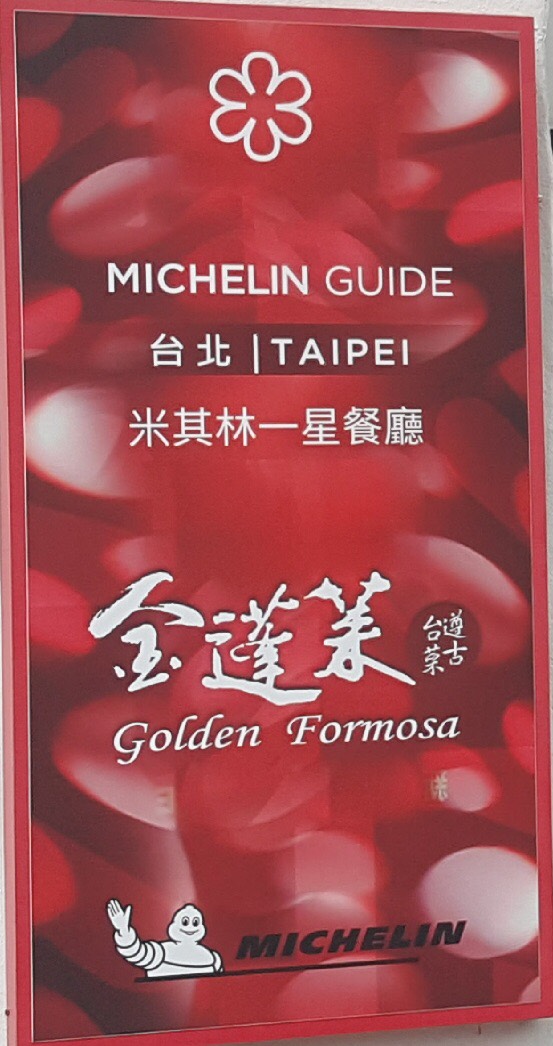 MICHELIN GUIDE
台北 | TAIPEI
米其林一星餐廳
金蓬萊
遵古
台菜
Golden Formosa
MICHELIN